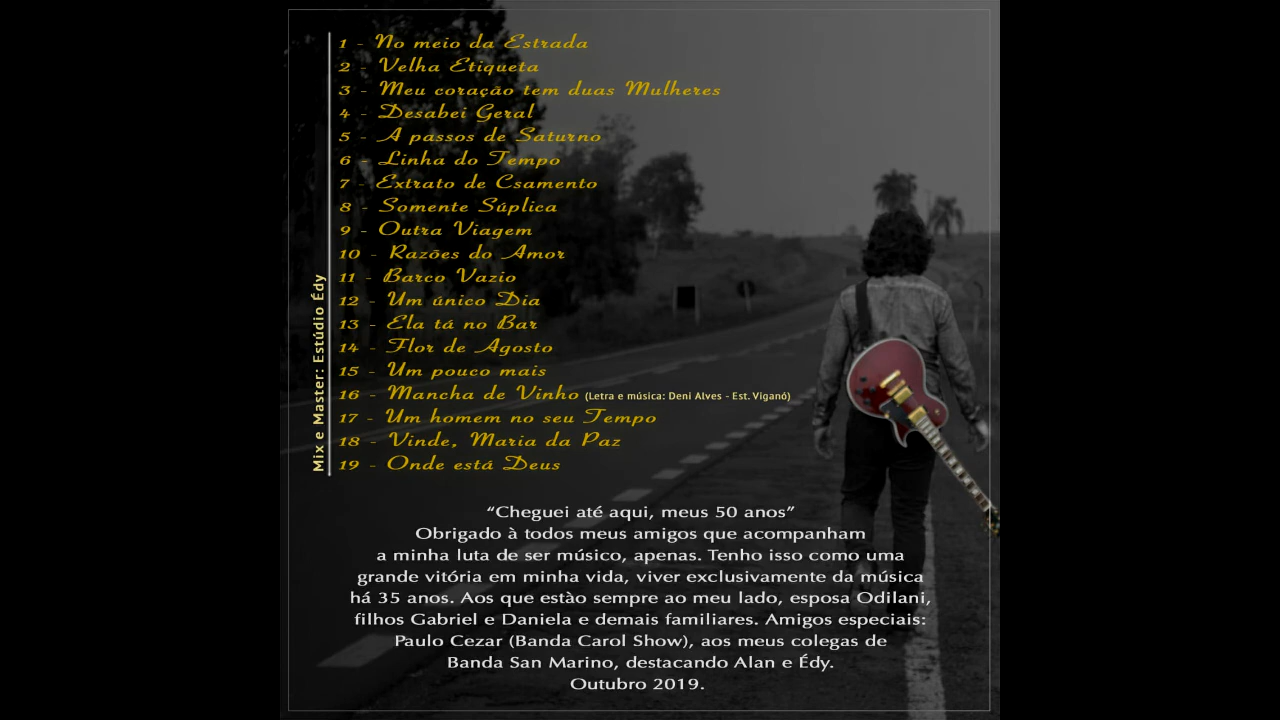 1 - No meio da Estrada
2 - Velha Etiqueta
3 - Meu coração tem duas Mulheres
4 - Desabei Geral
5 - A passos de Saturno
6 - Linha do Tempo
7 - Extrato de Csamento
8 - Somente Súplica
9 - Outra Viagem
10 - Razões do Amor
11 - Barco Vazio
12 - Um único Dia
13 - Ela tá no Bar
14 - Flor de Agosto
15 - Um pouco mais
16 - Mancha de Vinho (Letra e música: Deni Alves - Est. Viganó)
17 - Um homem no seu Tempo
18 - Vinde, Maria da Paz
19 - Onde está Deus
Mix e Master: Estúdio Édy
“Cheguei até aqui, meus 50 anos”
Obrigado à todos meus amigos que acompanham
a minha luta de ser músico, apenas. Tenho isso como uma
grande vitória em minha vida, viver exclusivamente da música
há 35 anos. Aos que estào sempre ao meu lado, esposa Odilani,
filhos Gabriel e Daniela e demais familiares. Amigos especiais:
Paulo Cezar (Banda Carol Show), aos meus colegas de
Banda San Marino, destacando Alan e Édy.
Outubro 2019.